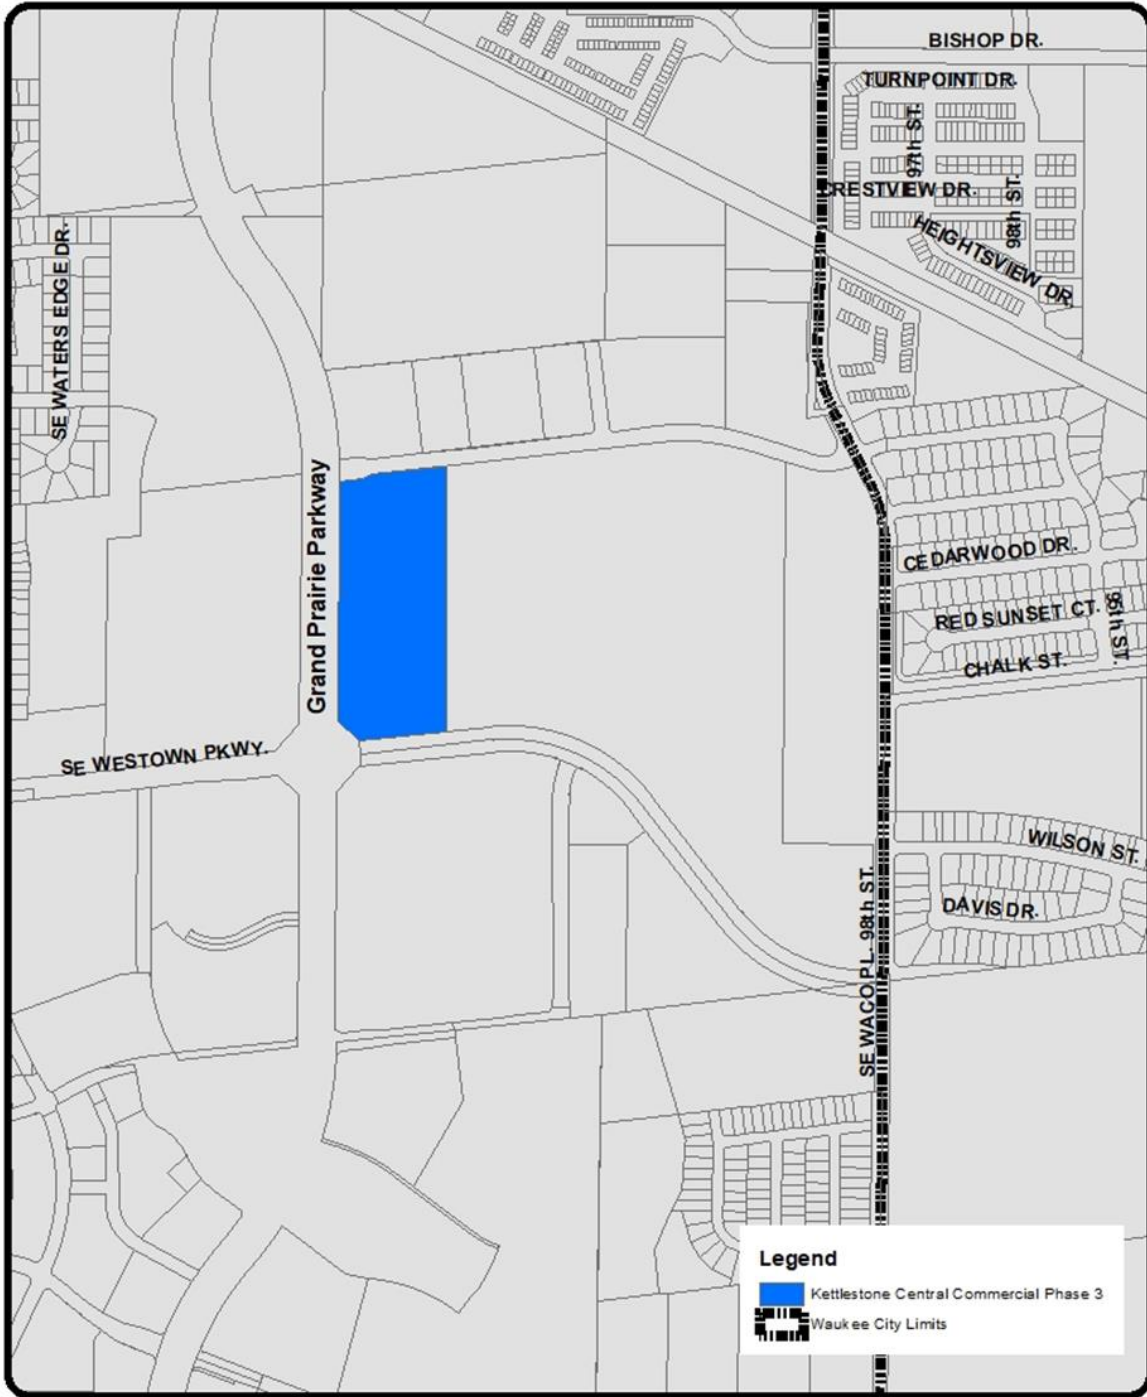 BISHOP DR.
TURNPOINT DR.
97th ST.
CRESTVIEW DR.
98th ST.
HEIGHTSVIEW DR.
SE WATERS EDGE DR.
Grand Prairie Parkway
CEDARWOOD DR.
RED SUNSET CT.
95th ST.
CHALK ST.
SE WESTOWN PKWY.
WILSON ST.
DAVIS DR.
SE WACO PL. 98th ST.
Legend
Kettlestone Central Commercial Phase 3
Waukee City Limits